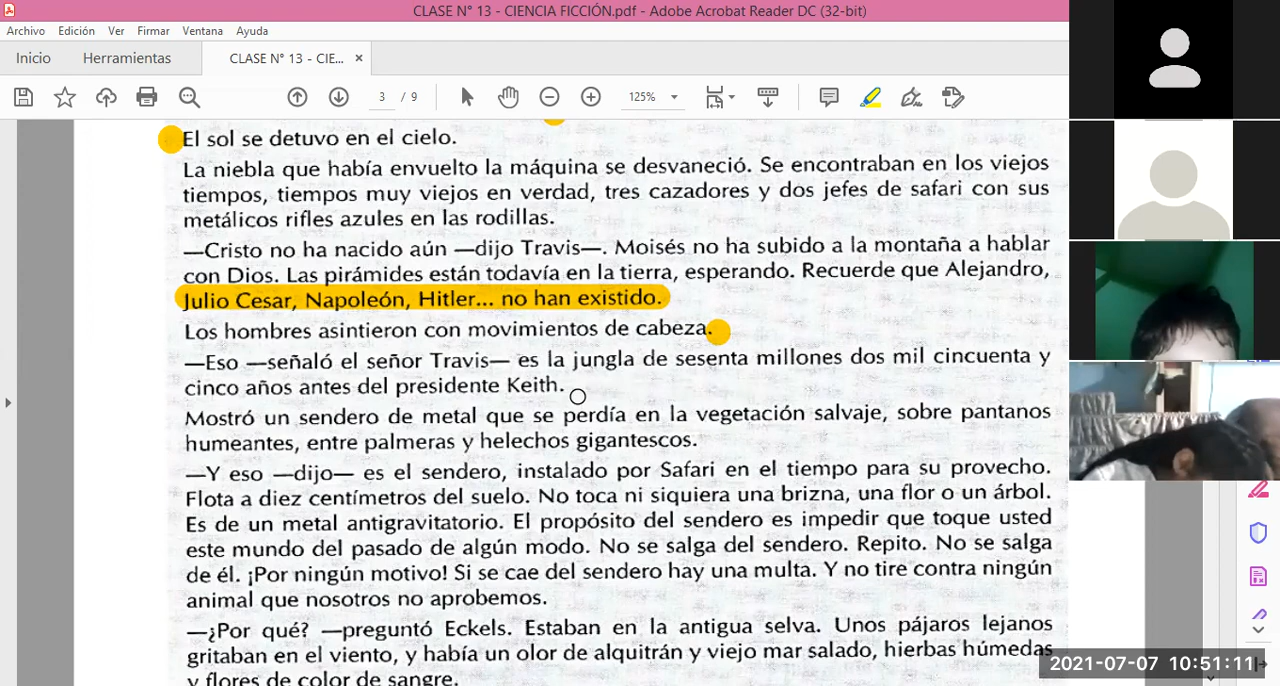 CLASE N° 13 - CIENCIA FICCIÓN.pdf - Adobe Acrobat Reader DC (32-bit)
Archivo Edición Ver Firmar Ventana Ayuda
Inicio Herramientas CLASE N° 13 - CIE... ×
3 / 9 125%
El sol se detuvo en el cielo.
La niebla que había envuelto la máquina se desvaneció. Se encontraban en los viejos
tiempos, tiempos muy viejos en verdad, tres cazadores y dos jefes de safari con sus
metálicos rifles azules en las rodillas.
—Cristo no ha nacido aún —dijo Travis—. Moisés no ha subido a la montaña a hablar
con Dios. Las pirámides están todavía en la tierra, esperando. Recuerde que Alejandro,
Julio Cesar, Napoleón, Hitler... no han existido.
Los hombres asintieron con movimientos de cabeza.
—Eso —señaló el señor Travis— es la jungla de sesenta millones dos mil cincuenta y
cinco años antes del presidente Keith.
Mostró un sendero de metal que se perdía en la vegetación salvaje, sobre pantanos
humeantes, entre palmeras y helechos gigantescos.
—Y eso —dijo— es el sendero, instalado por Safari en el tiempo para su provecho.
Flota a diez centímetros del suelo. No toca ni siquiera una brizna, una flor o un árbol.
Es de un metal antigravitatorio. El propósito del sendero es impedir que toque usted
este mundo del pasado de algún modo. No se salga del sendero. Repito. No se salga
de él. ¡Por ningún motivo! Si se cae del sendero hay una multa. Y no tire contra ningún
animal que nosotros no aprobemos.
—¿Por qué? —preguntó Eckels. Estaban en la antigua selva. Unos pájaros lejanos
gritaban en el viento, y había un olor de alquitrán y viejo mar salado, hierbas húmedas
y flores de color de sangre.
2021-07-07 10:51:11